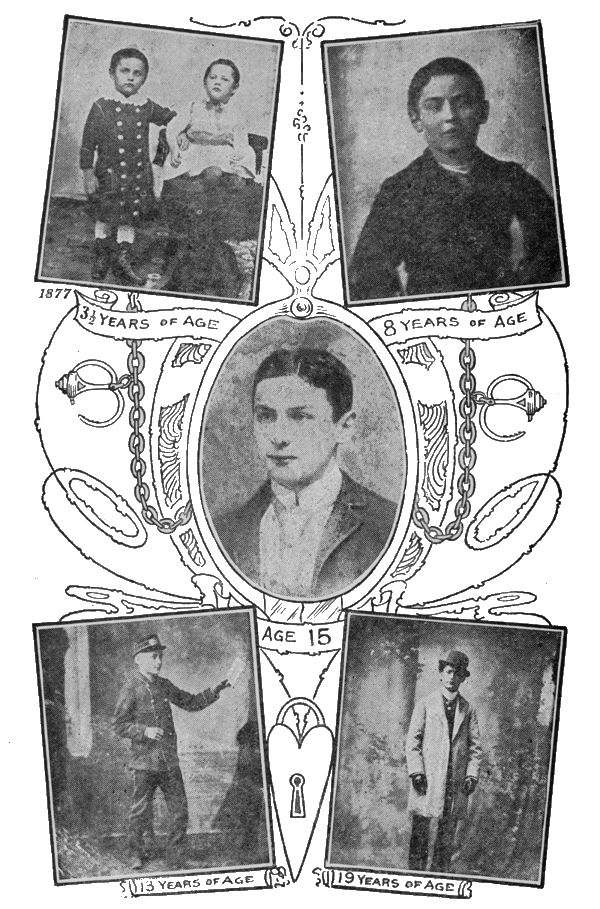 1877
3½ YEARS OF AGE
8 YEARS OF AGE
AGE 15
13 YEARS OF AGE
19 YEARS OF AGE